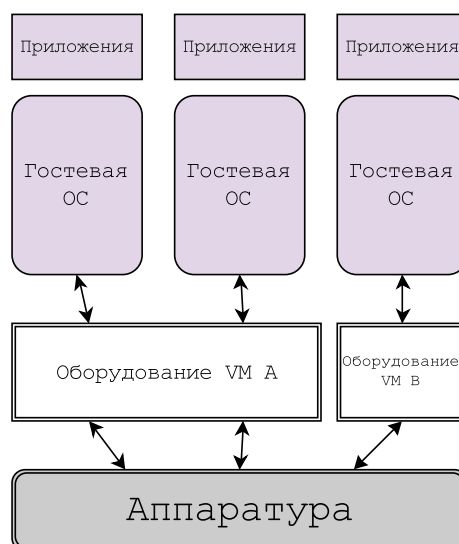 Приложения
Приложения
Приложения
Гостевая
ОС
Гостевая
ОС
Гостевая
ОС
Оборудование VM A
Оборудование
VM B
Аппаратура